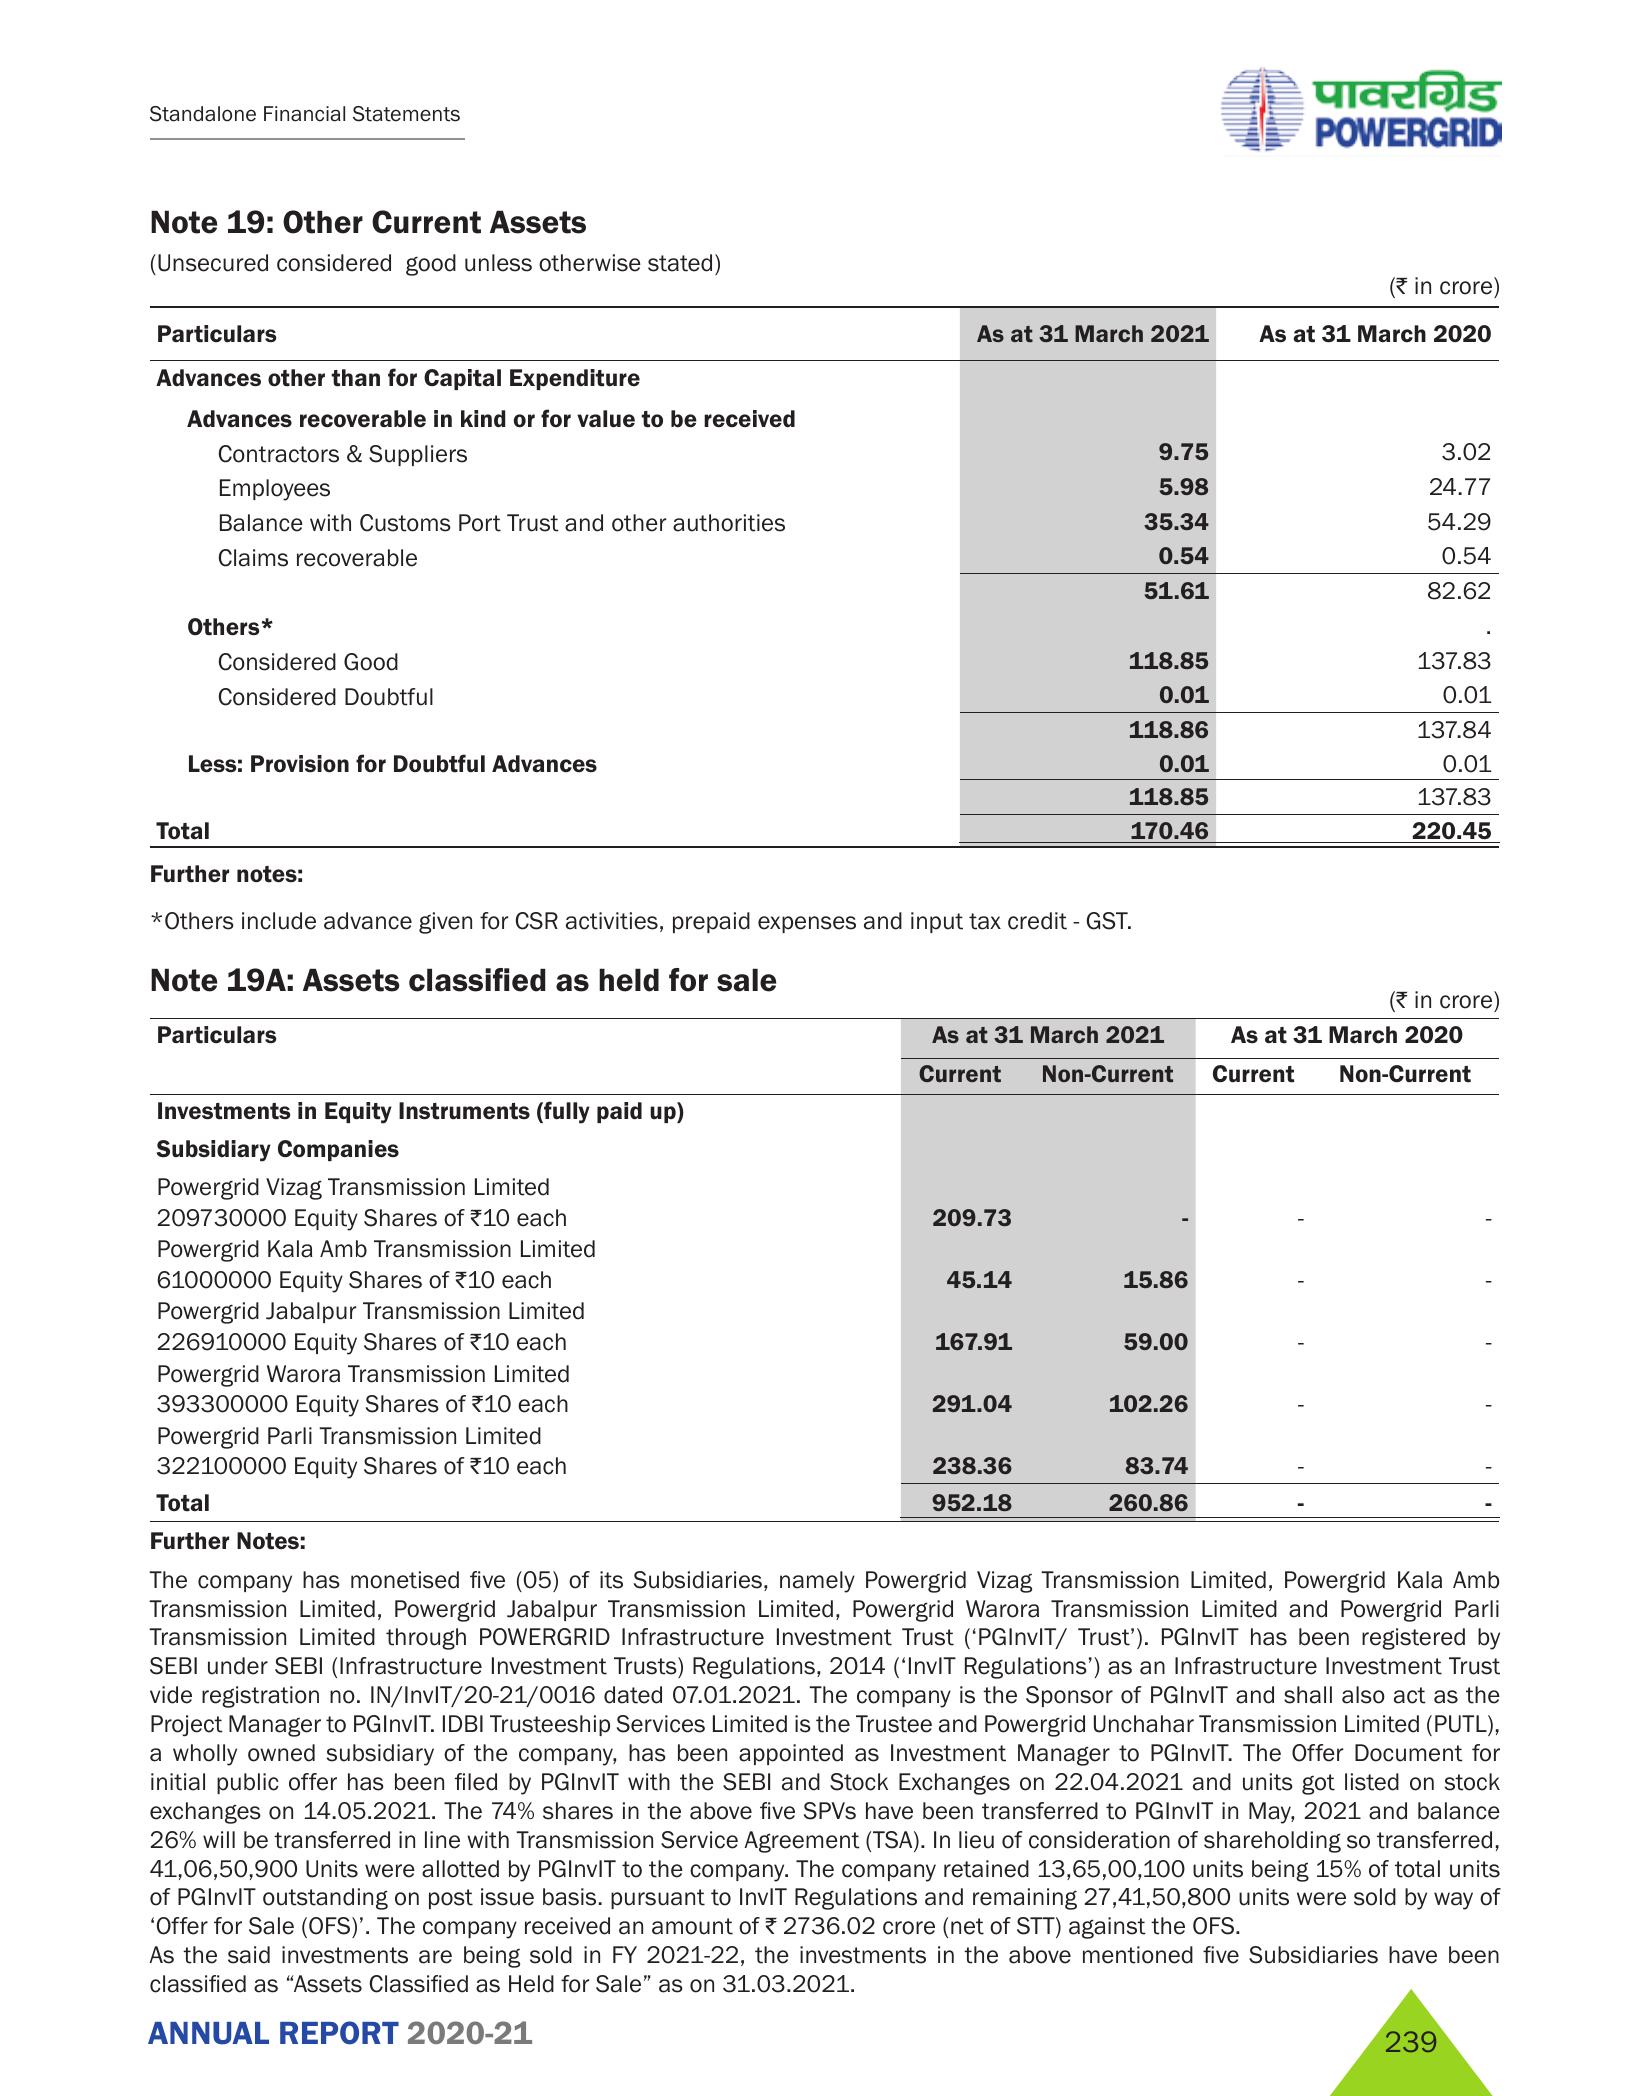 Standalone Financial Statements
पावरग्रिड
POWERGRID
Note 19: Other Current Assets
(Unsecured considered good unless otherwise stated)
(₹ in crore)
Particulars As at 31 March 2021 As at 31 March 2020
Advances other than for Capital Expenditure
Advances recoverable in kind or for value to be received
Contractors & Suppliers 9.75 3.02
Employees 5.98 24.77
Balance with Customs Port Trust and other authorities 35.34 54.29
Claims recoverable 0.54 0.54
51.61 82.62
Others* .
Considered Good 118.85 137.83
Considered Doubtful 0.01 0.01
118.86 137.84
Less: Provision for Doubtful Advances 0.01 0.01
118.85 137.83
Total 170.46 220.45
Further notes:
*Others include advance given for CSR activities, prepaid expenses and input tax credit - GST.
Note 19A: Assets classified as held for sale
(₹ in crore)
Particulars As at 31 March 2021 As at 31 March 2020
Current Non-Current Current Non-Current
Investments in Equity Instruments (fully paid up)
Subsidiary Companies
Powergrid Vizag Transmission Limited
209730000 Equity Shares of ₹10 each 209.73 - - -
Powergrid Kala Amb Transmission Limited
61000000 Equity Shares of ₹10 each 45.14 15.86 - -
Powergrid Jabalpur Transmission Limited
226910000 Equity Shares of ₹10 each 167.91 59.00 - -
Powergrid Warora Transmission Limited
393300000 Equity Shares of ₹10 each 291.04 102.26 - -
Powergrid Parli Transmission Limited
322100000 Equity Shares of ₹10 each 238.36 83.74 - -
Total 952.18 260.86 - -
Further Notes:
The company has monetised five (05) of its Subsidiaries, namely Powergrid Vizag Transmission Limited, Powergrid Kala Amb
Transmission Limited, Powergrid Jabalpur Transmission Limited, Powergrid Warora Transmission Limited and Powergrid Parli
Transmission Limited through POWERGRID Infrastructure Investment Trust (‘PGInvIT/ Trust’). PGInvIT has been registered by
SEBI under SEBI (Infrastructure Investment Trusts) Regulations, 2014 (‘InvIT Regulations’) as an Infrastructure Investment Trust
vide registration no. IN/InvIT/20-21/0016 dated 07.01.2021. The company is the Sponsor of PGInvIT and shall also act as the
Project Manager to PGInvIT. IDBI Trusteeship Services Limited is the Trustee and Powergrid Unchahar Transmission Limited (PUTL),
a wholly owned subsidiary of the company, has been appointed as Investment Manager to PGInvIT. The Offer Document for
initial public offer has been filed by PGInvIT with the SEBI and Stock Exchanges on 22.04.2021 and units got listed on stock
exchanges on 14.05.2021. The 74% shares in the above five SPVs have been transferred to PGInvIT in May, 2021 and balance
26% will be transferred in line with Transmission Service Agreement (TSA). In lieu of consideration of shareholding so transferred,
41,06,50,900 Units were allotted by PGInvIT to the company. The company retained 13,65,00,100 units being 15% of total units
of PGInvIT outstanding on post issue basis. pursuant to InvIT Regulations and remaining 27,41,50,800 units were sold by way of
‘Offer for Sale (OFS)’. The company received an amount of ₹ 2736.02 crore (net of STT) against the OFS.
As the said investments are being sold in FY 2021-22, the investments in the above mentioned five Subsidiaries have been
classified as “Assets Classified as Held for Sale” as on 31.03.2021.
ANNUAL REPORT 2020-21
239